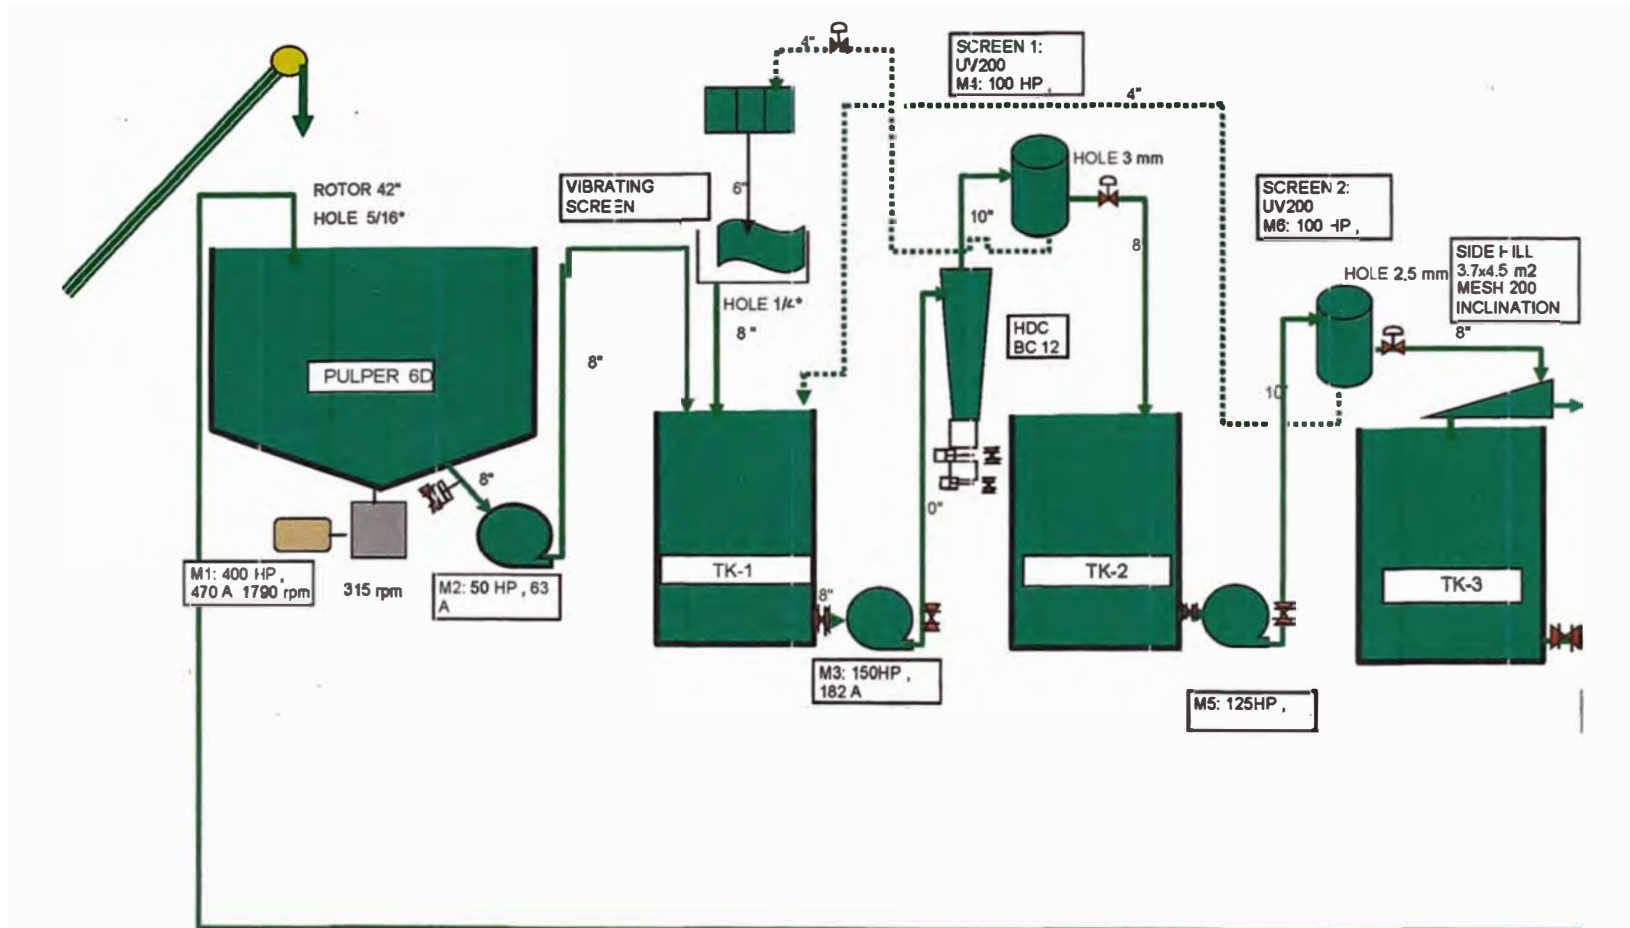 4"
SCREEN 1:
UV200
M4: 100 HP ,
4"
HOLE 3 mm
ROTOR 42"
HOLE 5/16"
VIBRATING
SCREEN
6"
10"
8
SCREEN 2:
UV200
M6: 100 HP ,
HOLE 2,5 mm
SIDE HILL
3.7x4.5 m2
MESH 200
INCLINATION
8"
HOLE 1/4"
8 "
HDC
BC 12
8"
PULPER 6D
10"
8"
0"
TK-1
TK-2
TK-3
M1: 400 HP ,
470 A 1790 rpm
315 rpm
M2: 50 HP , 63
A
8"
M3: 150HP ,
182 A
M5: 125HP ,